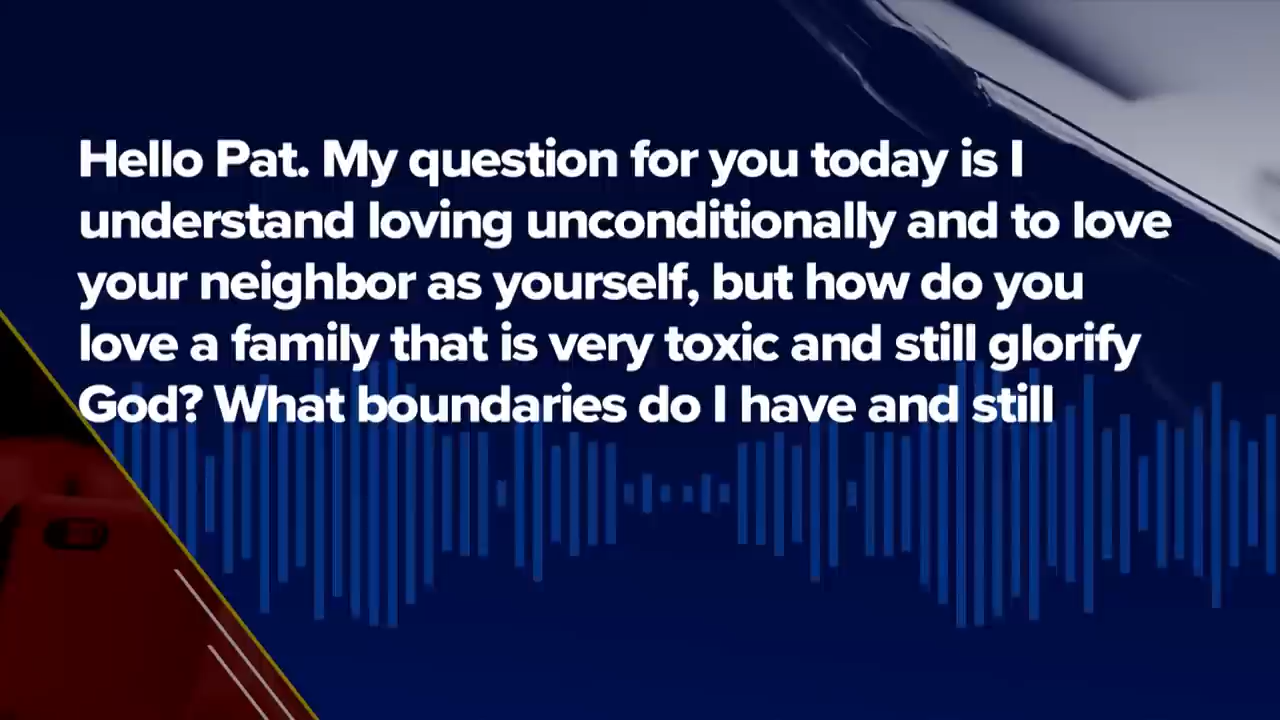 Hello Pat. My question for you today is I
understand loving unconditionally and to love
your neighbor as yourself, but how do you
love a family that is very toxic and still glorify
God? What boundaries do I have and still